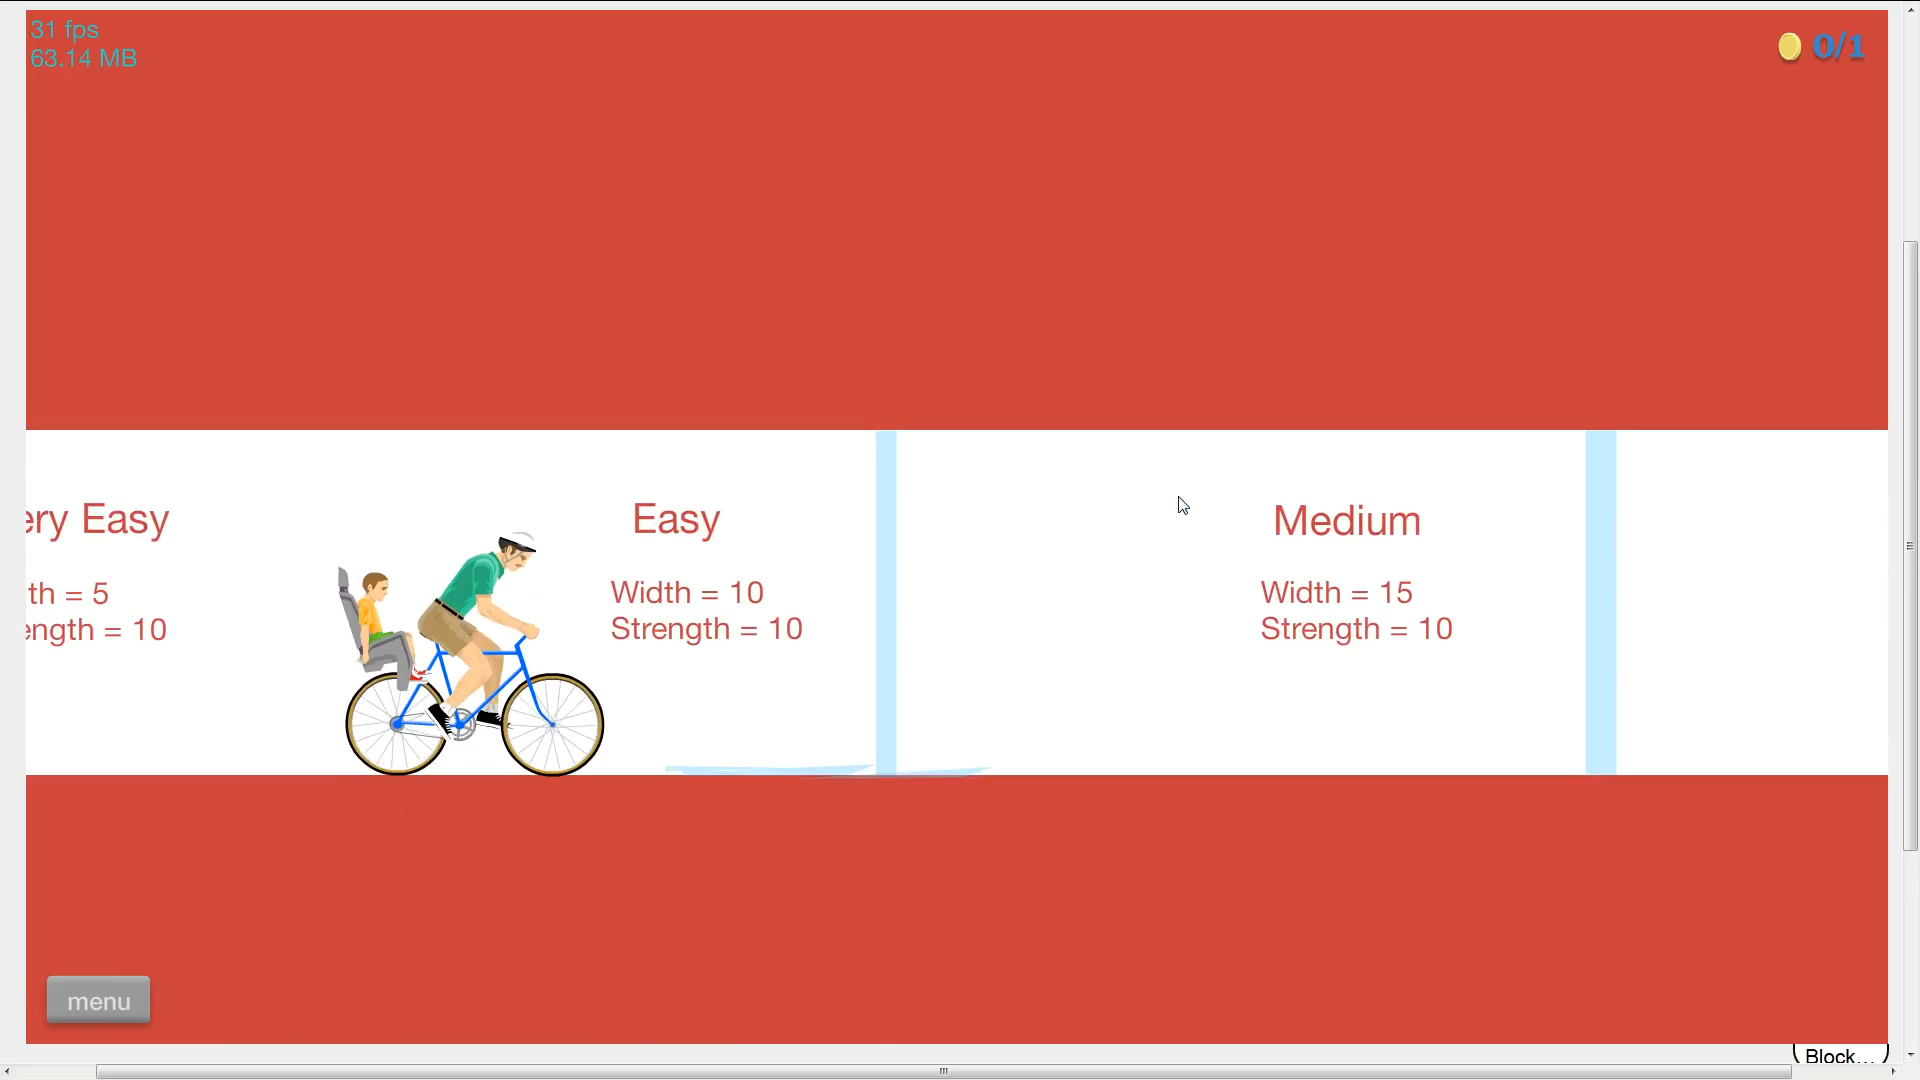 31 fps
63.14 MB
0/1
ery Easy
th = 5
ength = 10
Easy
Width = 10
Strength = 10
Medium
Width = 15
Strength = 10
menu
Block...